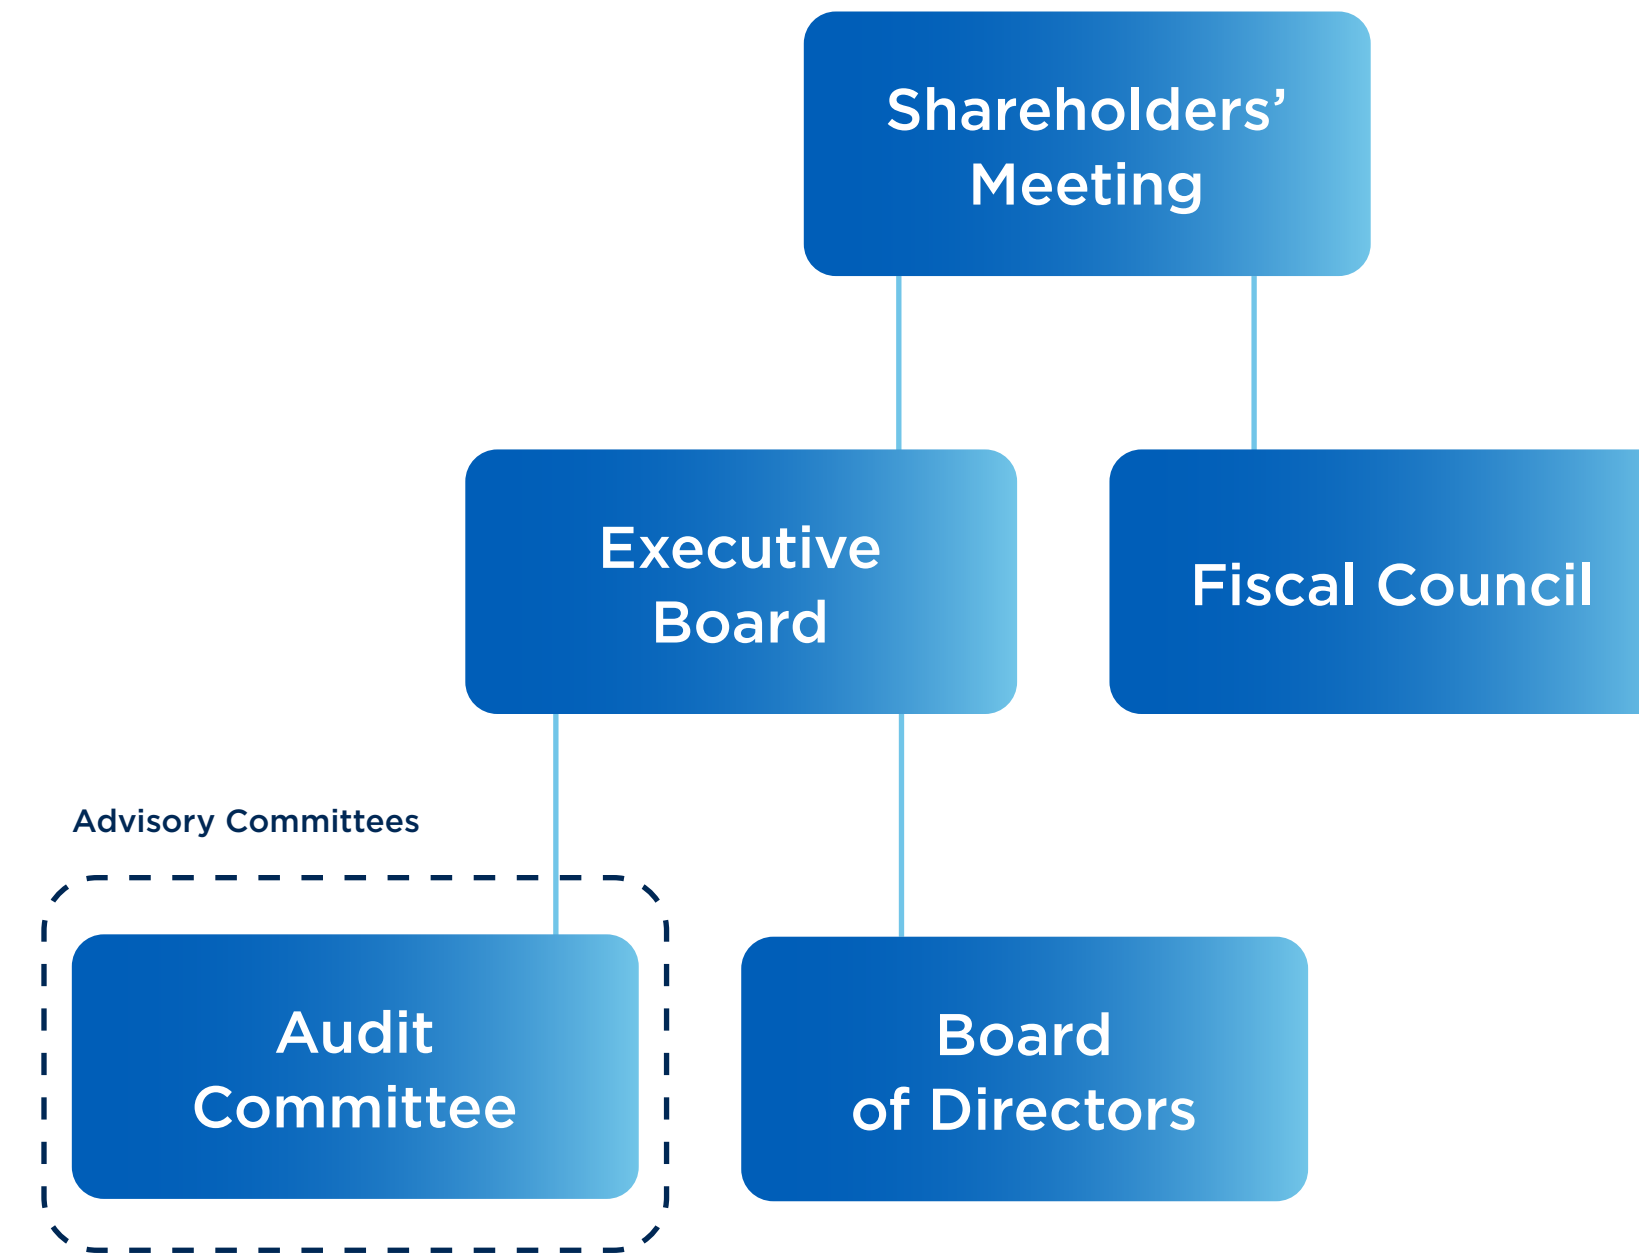 Shareholders’
Meeting
Executive
Board
Fiscal Council
Advisory Committees
Audit
Committee
Board
of Directors